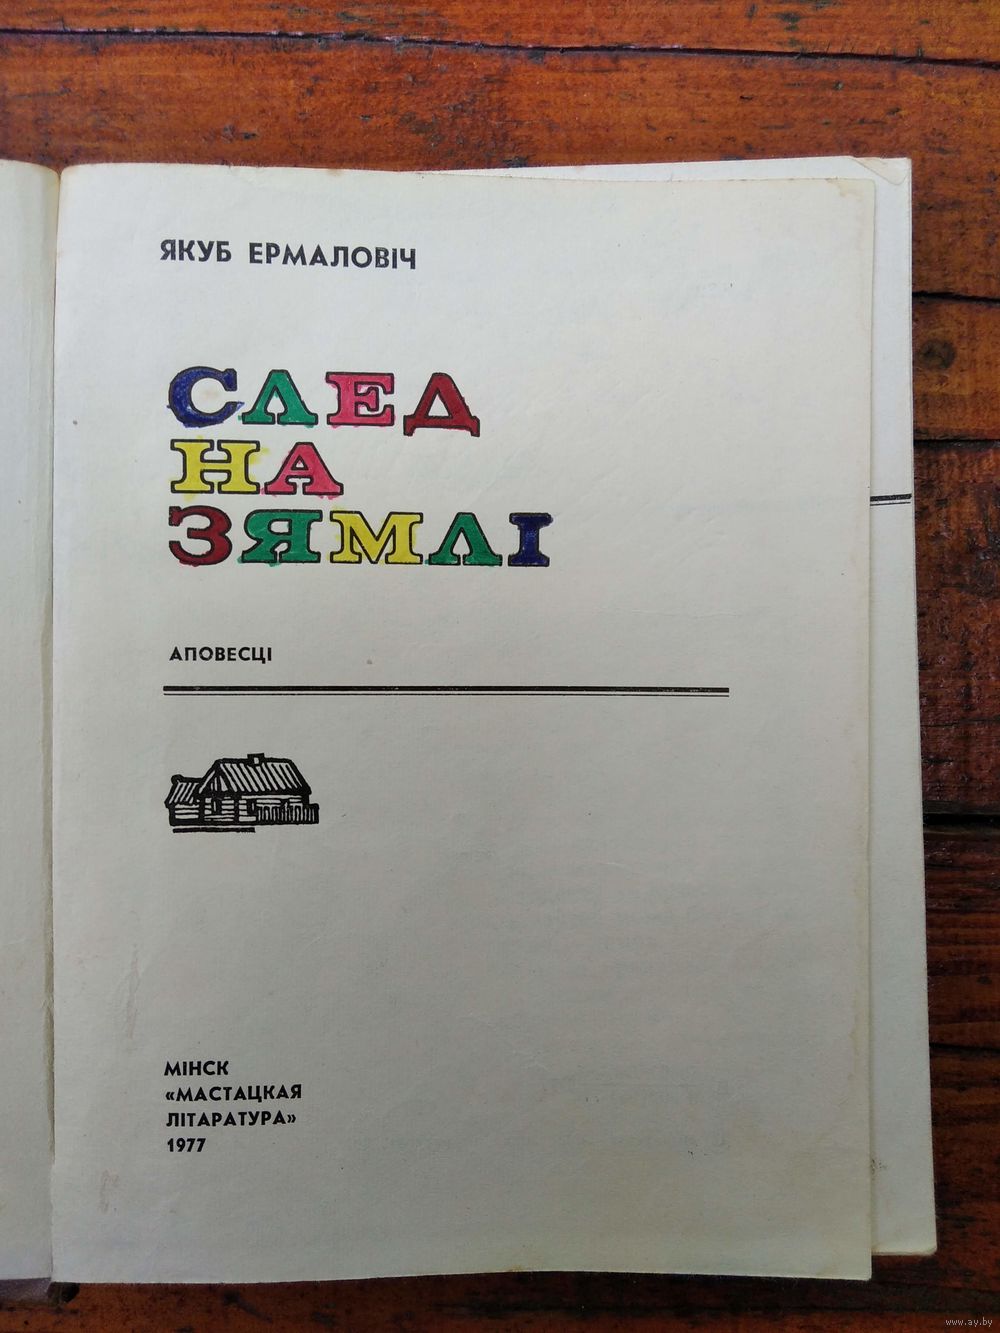 ЯКУБ ЕРМАЛОВІЧ
СЛЕД
НА
ЗЯМЛІ
АПОВЕСЦІ
МІНСК
«МАСТАЦКАЯ
ЛІТАРАТУРА»
1977
www.ay.by